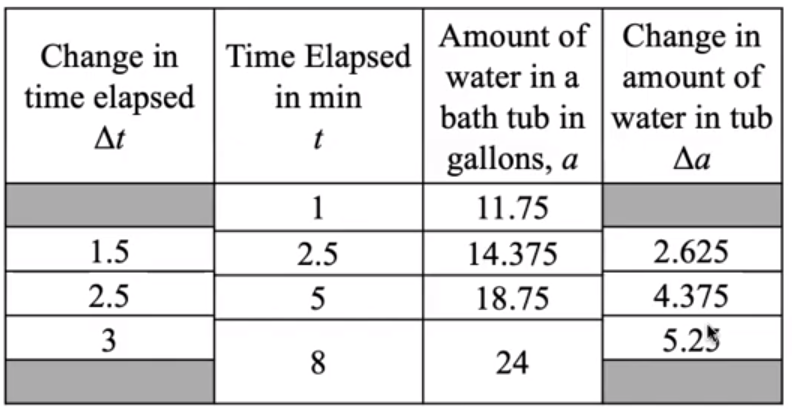 Change in
time elapsed
Δt
Time Elapsed
in min
t
Amount of
water in a
bath tub in
gallons, a
Change in
amount of
water in tub
Δa
1 11.75
1.5 2.5 14.375 2.625
2.5 5 18.75 4.375
3 8 24 5.25